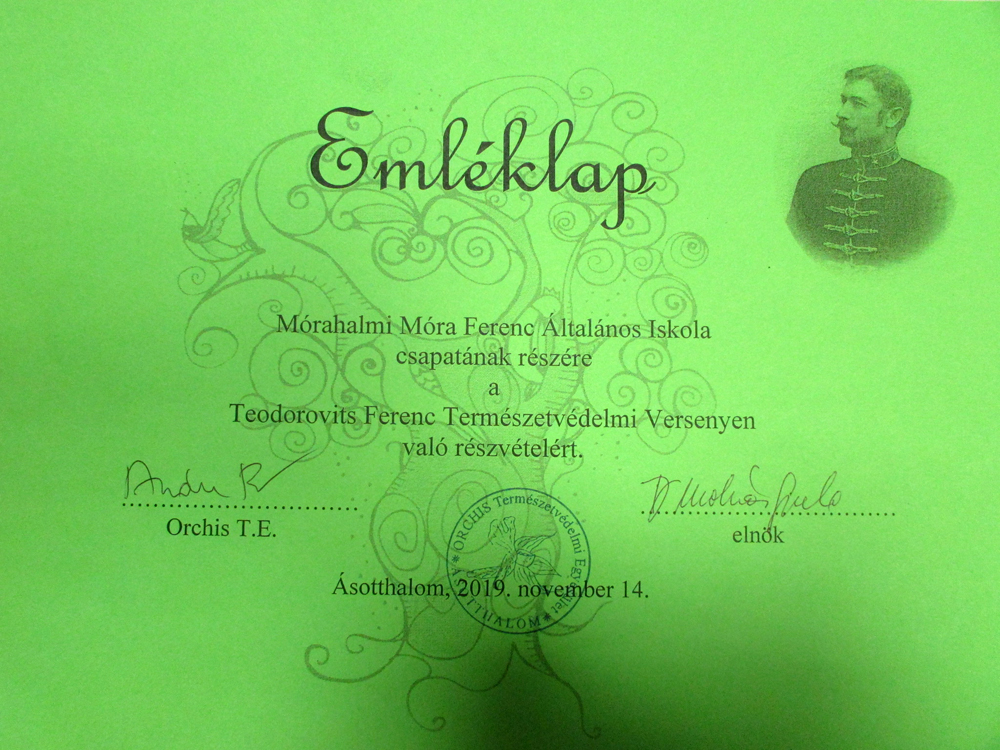 Emléklap
Mórahalmi Móra Ferenc Általános Iskola
csapatának részére
a
Teodorovits Ferenc Természetvédelmi Versenyen
való részvételért.
Orchis T.E.
elnök
ORCHIS Természetvédelmi Egyesület
Ásotthalom, 2019. november 14.